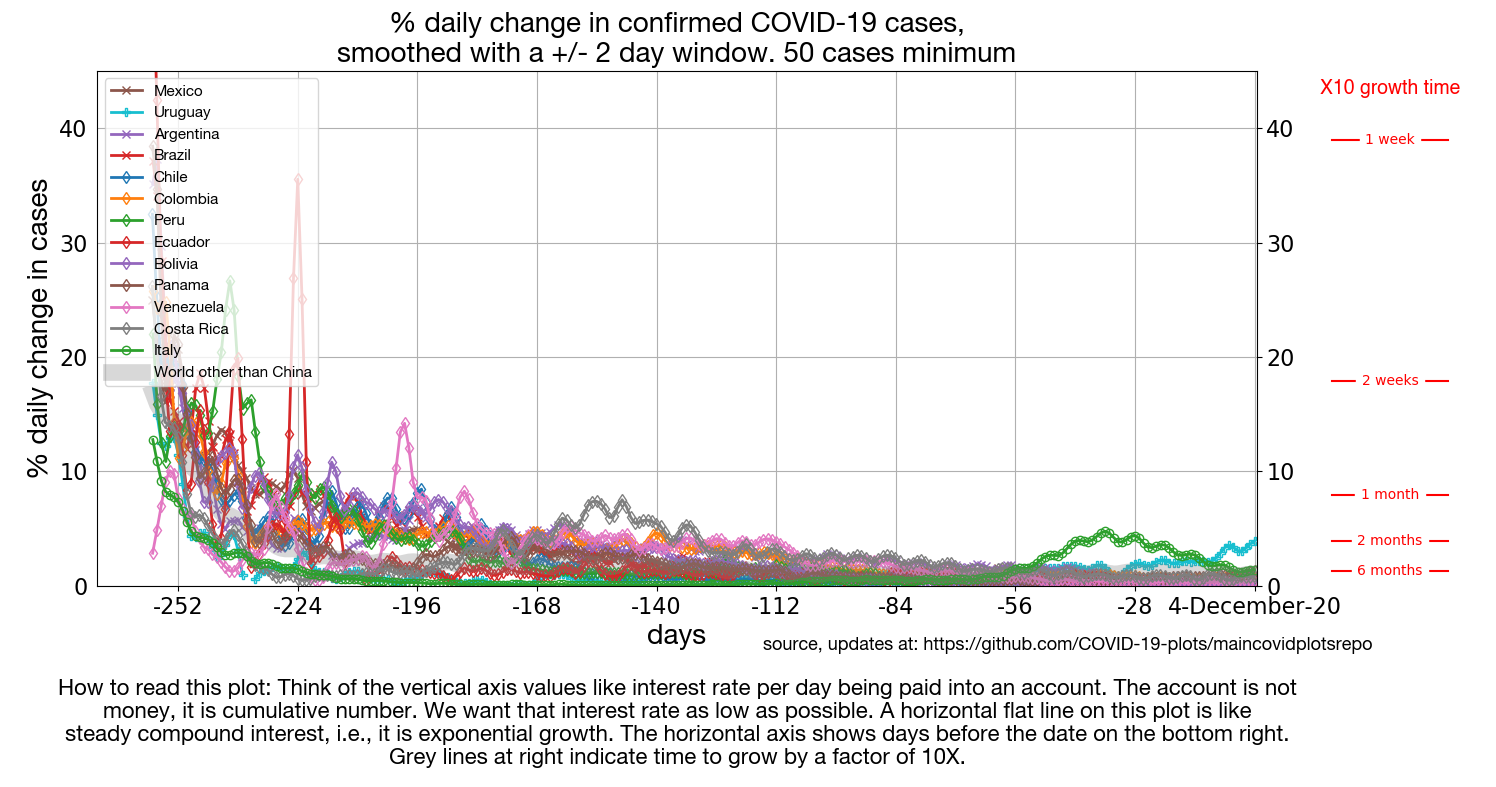 % daily change in confirmed COVID-19 cases,
smoothed with a +/- 2 day window. 50 cases minimum
% daily change in cases
40
30
20
10
0
Mexico
Uruguay
Argentina
Brazil
Chile
Colombia
Peru
Ecuador
Bolivia
Panama
Venezuela
Costa Rica
Italy
World other than China
40
30
20
10
0
X10 growth time
1 week
2 weeks
1 month
2 months
6 months
-252 -224 -196 -168 -140 -112 -84 -56 -28 4-December-20
days
source, updates at: https://github.com/COVID-19-plots/maincovidplotsrepo
How to read this plot: Think of the vertical axis values like interest rate per day being paid into an account. The account is not
money, it is cumulative number. We want that interest rate as low as possible. A horizontal flat line on this plot is like
steady compound interest, i.e., it is exponential growth. The horizontal axis shows days before the date on the bottom right.
Grey lines at right indicate time to grow by a factor of 10X.